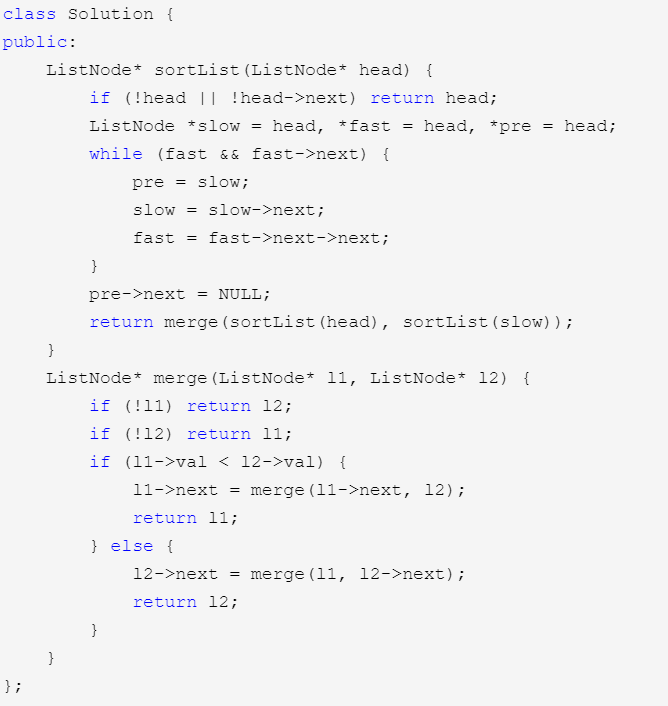 class Solution {
public:
    ListNode* sortList(ListNode* head) {
        if (!head || !head->next) return head;
        ListNode *slow = head, *fast = head, *pre = head;
        while (fast && fast->next) {
            pre = slow;
            slow = slow->next;
            fast = fast->next->next;
        }
        pre->next = NULL;
        return merge(sortList(head), sortList(slow));
    }
    ListNode* merge(ListNode* l1, ListNode* l2) {
        if (!l1) return l2;
        if (!l2) return l1;
        if (l1->val < l2->val) {
            l1->next = merge(l1->next, l2);
            return l1;
        } else {
            l2->next = merge(l1, l2->next);
            return l2;
        }
    }
};